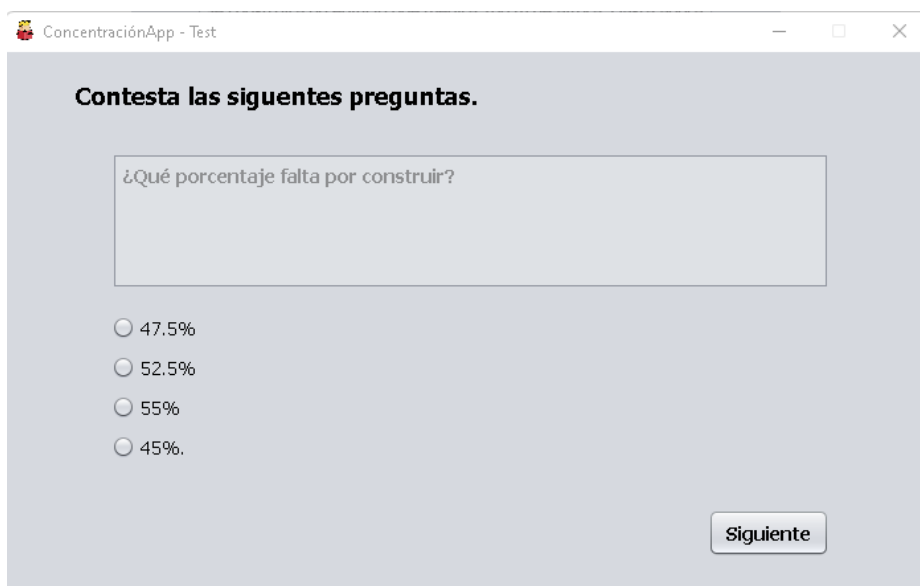 ConcentraciónApp - Test
Contesta las siguentes preguntas.
¿Qué porcentaje falta por construir?
47.5%
52.5%
55%
45%.
Siguiente